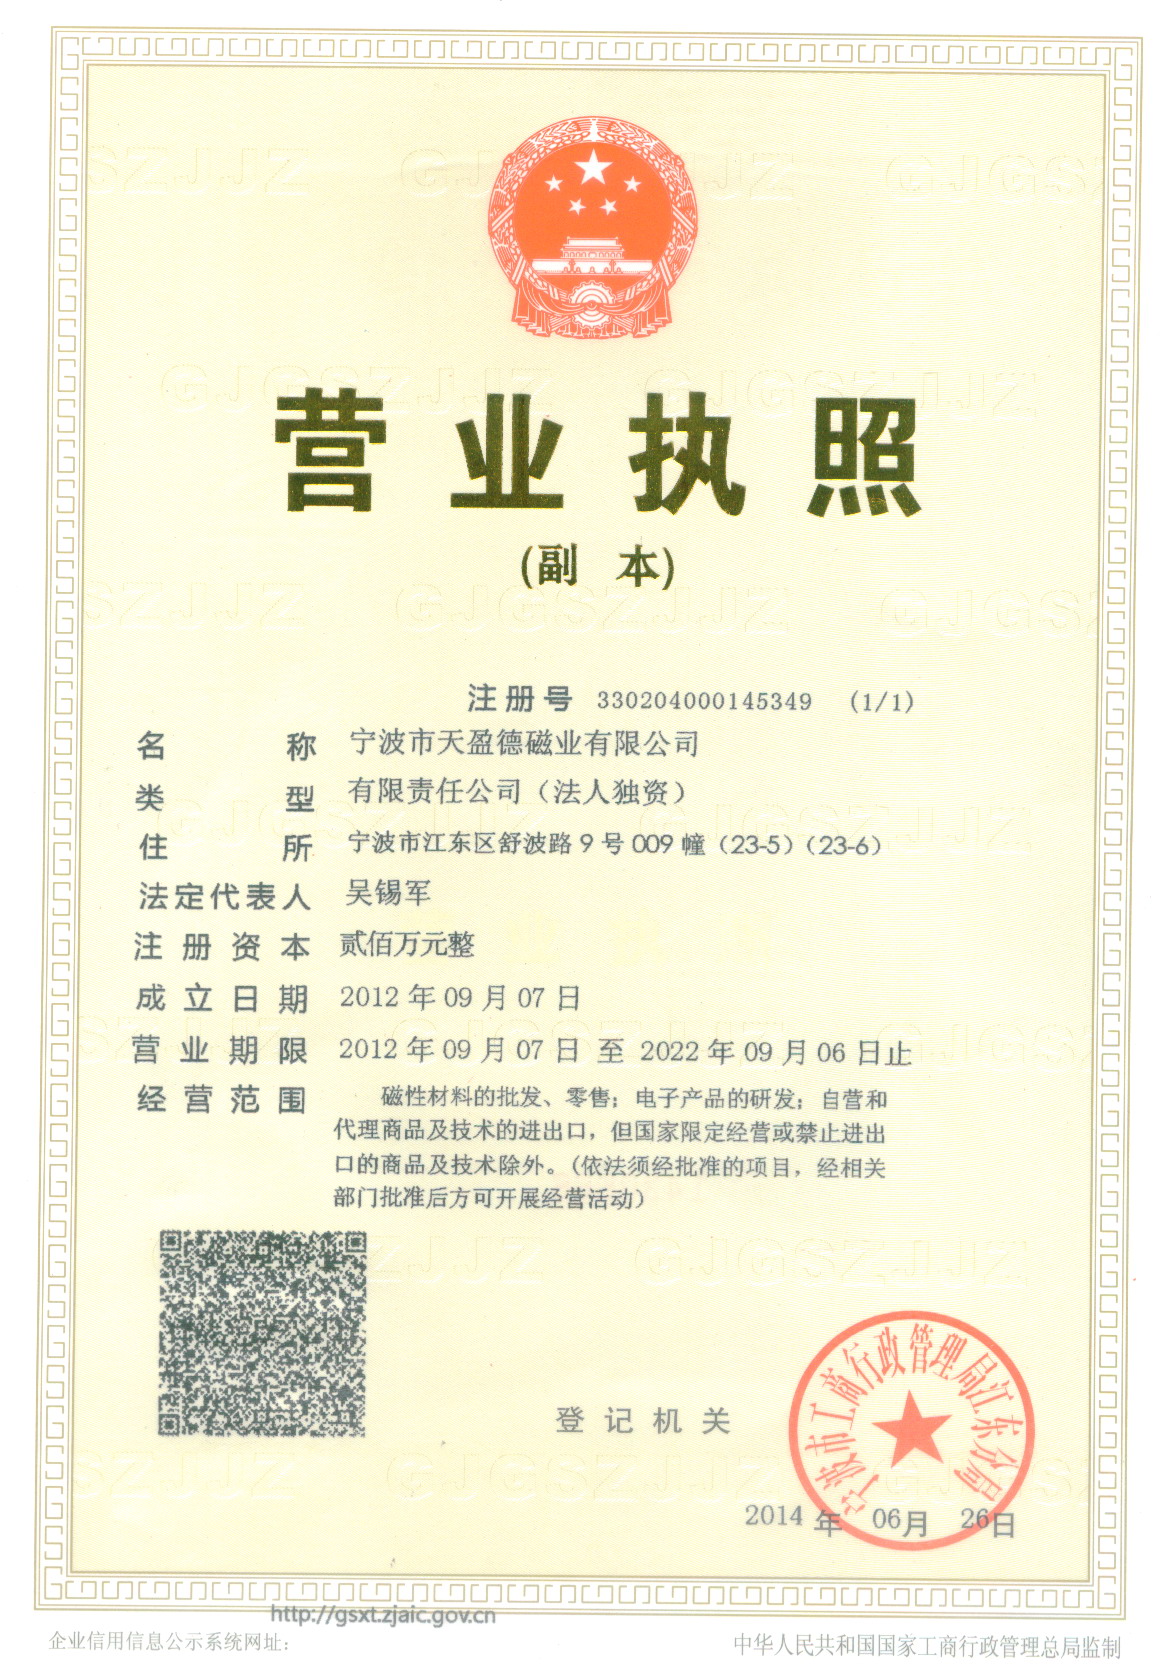 营业执照
(副 本)
注册号 330204000145349 (1/1)
名称 宁波市天盈德磁业有限公司
类型 有限责任公司（法人独资）
住所 宁波市江东区舒波路9号009幢（23-5）（23-6）
法定代表人 吴锡军
注册资本 贰佰万元整
成立日期 2012年09月07日
营业期限 2012年09月07日 至 2022年09月06日止
经营范围 磁性材料的批发、零售；电子产品的研发；自营和
代理商品及技术的进出口，但国家限定经营或禁止进出
口的商品及技术除外。（依法须经批准的项目，经相关
部门批准后方可开展经营活动）
登记机关
宁波市工商行政管理局江东分局
2014年 06月 26日
http://gsxt.zjaic.gov.cn
企业信用信息公示系统网址：
中华人民共和国国家工商行政管理总局监制